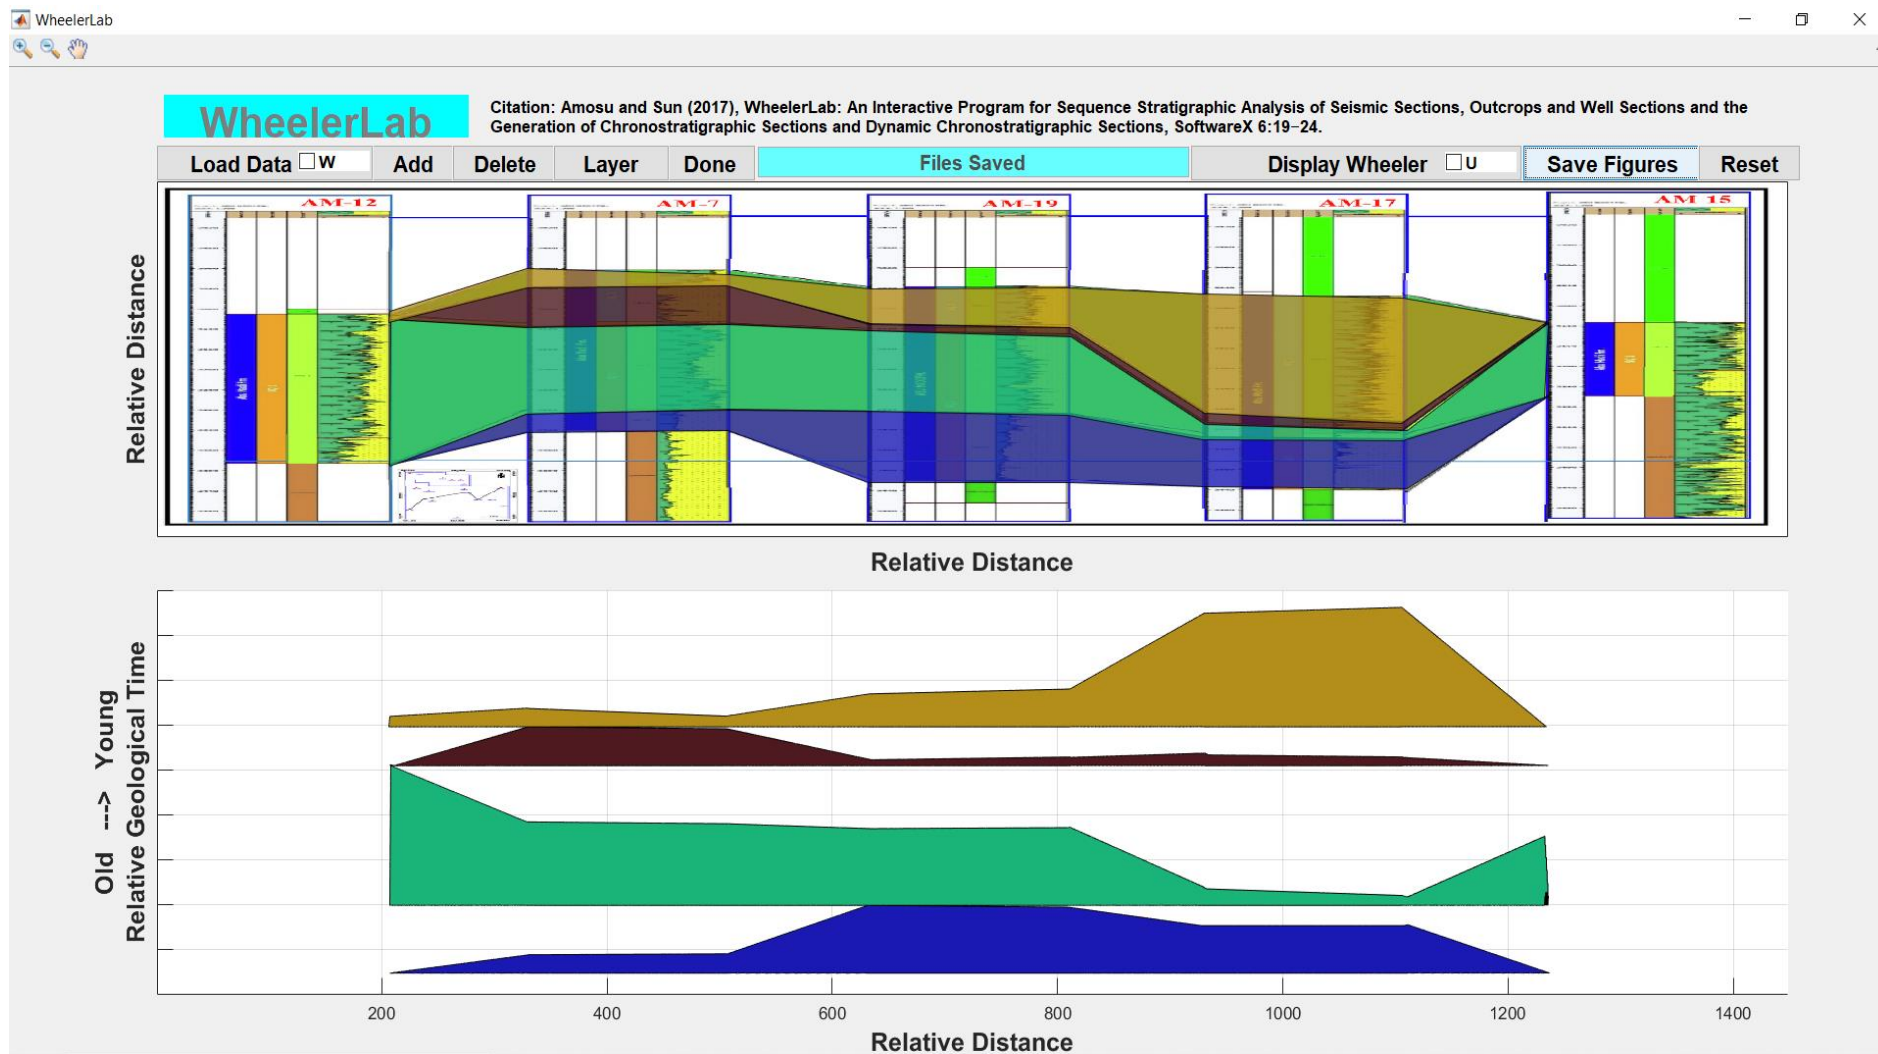 WheelerLab
WheelerLab
Citation: Amosu and Sun (2017), WheelerLab: An Interactive Program for Sequence Stratigraphic Analysis of Seismic Sections, Outcrops and Well Sections and the
Generation of Chronostratigraphic Sections and Dynamic Chronostratigraphic Sections, SoftwareX 6:19–24.
Load Data W Add Delete Layer Done Files Saved Display Wheeler U Save Figures Reset
AM-12 AM-7 AM-19 AM-17 AM 15
Relative Distance
Relative Distance
Old ---> Young
Relative Geological Time
200 400 600 800 1000 1200 1400
Relative Distance